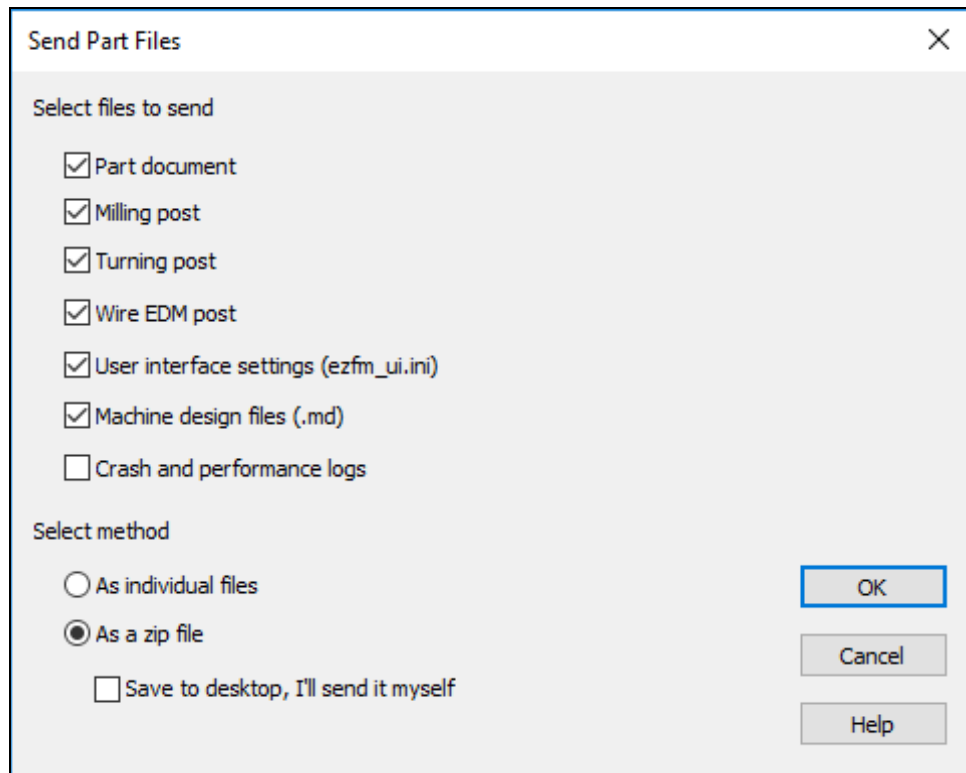 Send Part Files
Select files to send
Part document
Milling post
Turning post
Wire EDM post
User interface settings (ezfm_ui.ini)
Machine design files (.md)
Crash and performance logs
Select method
As individual files
OK
As a zip file
Cancel
Save to desktop, I'll send it myself
Help